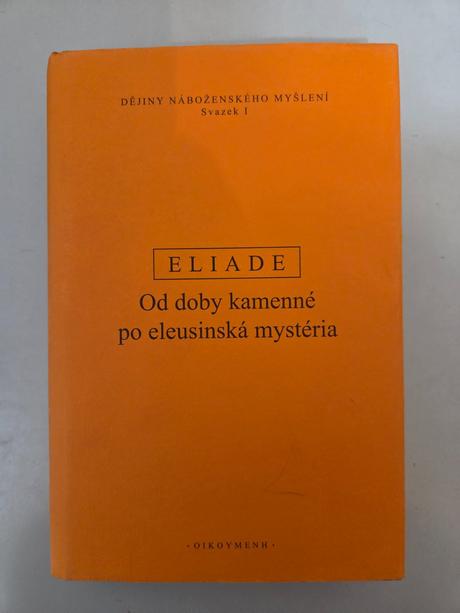 DĚJINY NÁBOŽENSKÉHO MYŠLENÍ
Svazek I
ELIADE
Od doby kamenné
po eleusinská mystéria
· OIKOYMENH ·